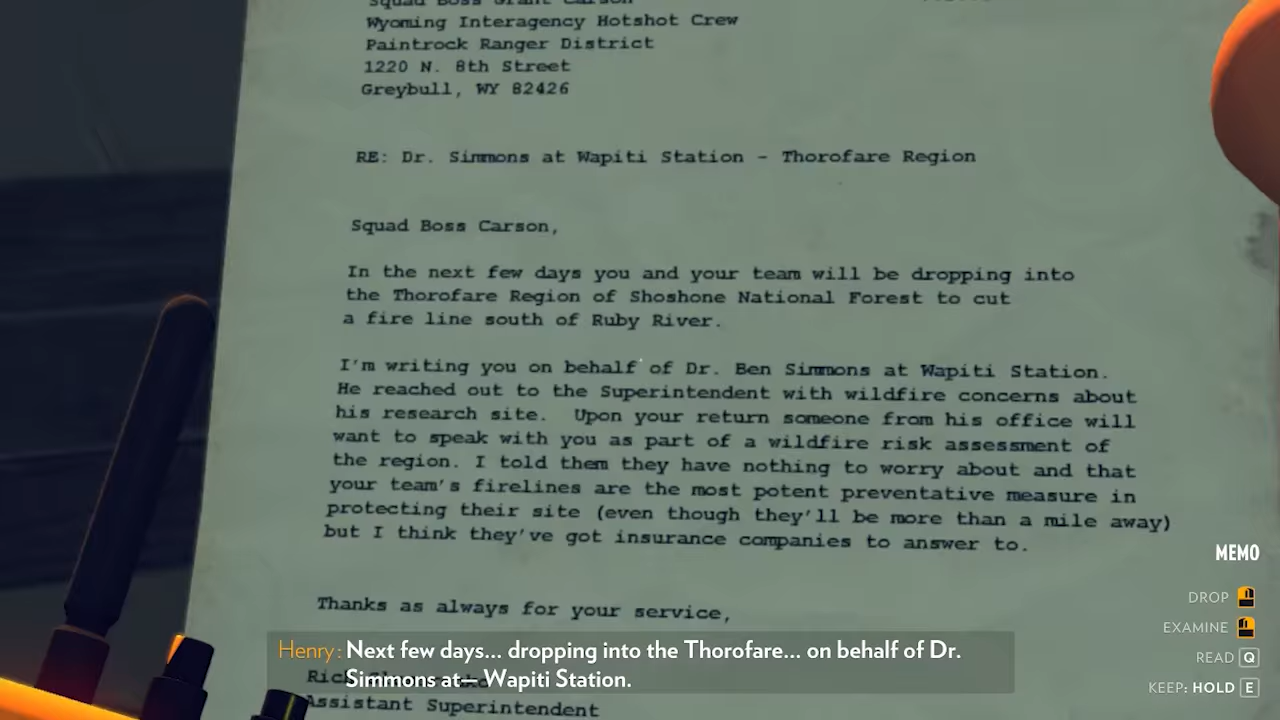 Squad Boss Grant Carson
Wyoming Interagency Hotshot Crew
Paintrock Ranger District
1220 N. 8th Street
Greybull, WY 82426
RE: Dr. Simmons at Wapiti Station - Thorofare Region
Squad Boss Carson,
In the next few days you and your team will be dropping into
the Thorofare Region of Shoshone National Forest to cut
a fire line south of Ruby River.
I'm writing you on behalf of Dr. Ben Simmons at Wapiti Station.
He reached out to the Superintendent with wildfire concerns about
his research site. Upon your return someone from his office will
want to speak with you as part of a wildfire risk assessment of
the region. I told them they have nothing to worry about and that
your team's firelines are the most potent preventative measure in
protecting their site (even though they'll be more than a mile away)
but I think they've got insurance companies to answer to.
Thanks as always for your service,
Assistant Superintendent
Henry: Next few days... dropping into the Thorofare... on behalf of Dr.
Simmons at— Wapiti Station.
MEMO
DROP
EXAMINE
READ Q
KEEP: HOLD E